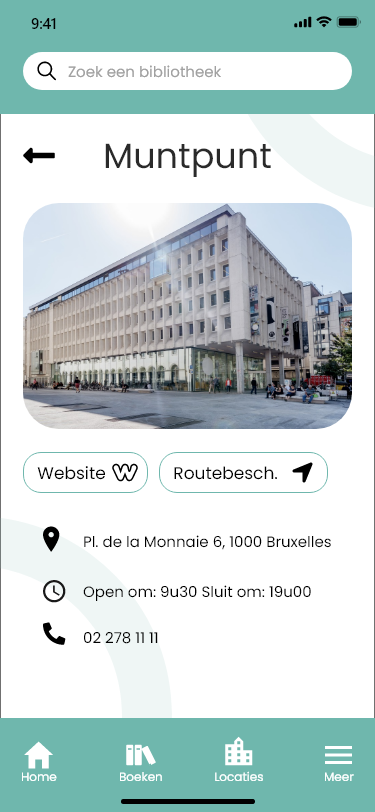 9:41
Zoek een bibliotheek
Muntpunt
Website
Routebesch.
Pl. de la Monnaie 6, 1000 Bruxelles
Open om: 9u30 Sluit om: 19u00
02 278 11 11
Home
Boeken
Locaties
Meer